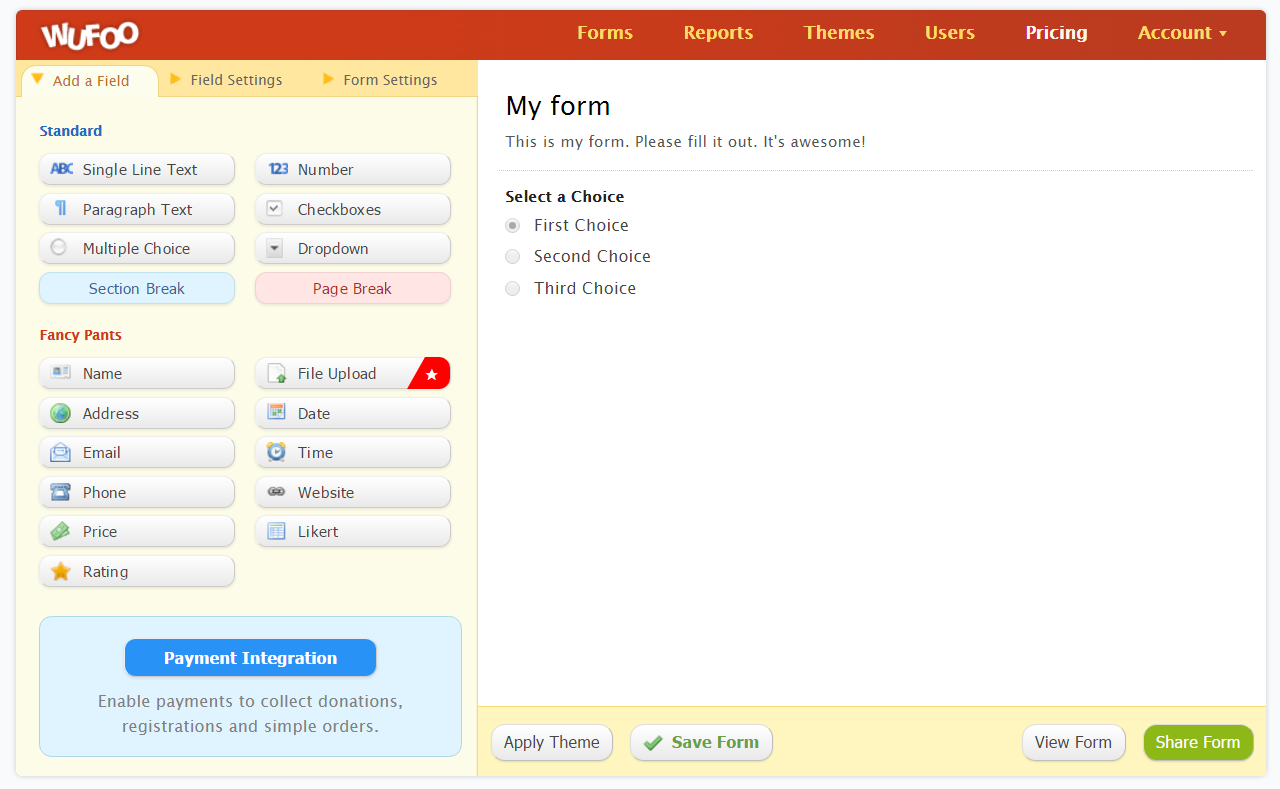 WUFOO
Forms Reports Themes Users Pricing Account
Add a Field Field Settings Form Settings
Standard
ABC Single Line Text
123 Number
¶ Paragraph Text
Checkboxes
Multiple Choice
Dropdown
Section Break
Page Break
Fancy Pants
Name
File Upload
Address
Date
Email
Time
Phone
Website
Price
Likert
Rating
Payment Integration
Enable payments to collect donations,
registrations and simple orders.
My form
This is my form. Please fill it out. It's awesome!
Select a Choice
First Choice
Second Choice
Third Choice
Apply Theme
Save Form
View Form
Share Form